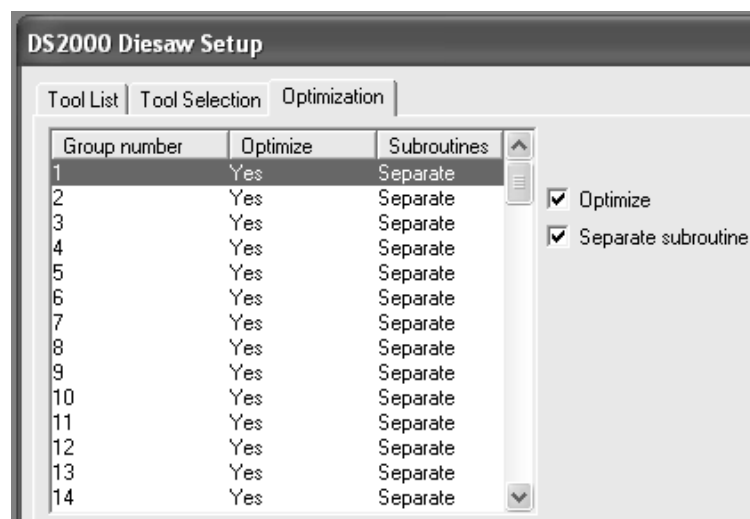 DS2000 Diesaw Setup
Tool List Tool Selection Optimization
Group number Optimize Subroutines
1 Yes Separate
2 Yes Separate
3 Yes Separate
4 Yes Separate
5 Yes Separate
6 Yes Separate
7 Yes Separate
8 Yes Separate
9 Yes Separate
10 Yes Separate
11 Yes Separate
12 Yes Separate
13 Yes Separate
14 Yes Separate
Optimize
Separate subroutine